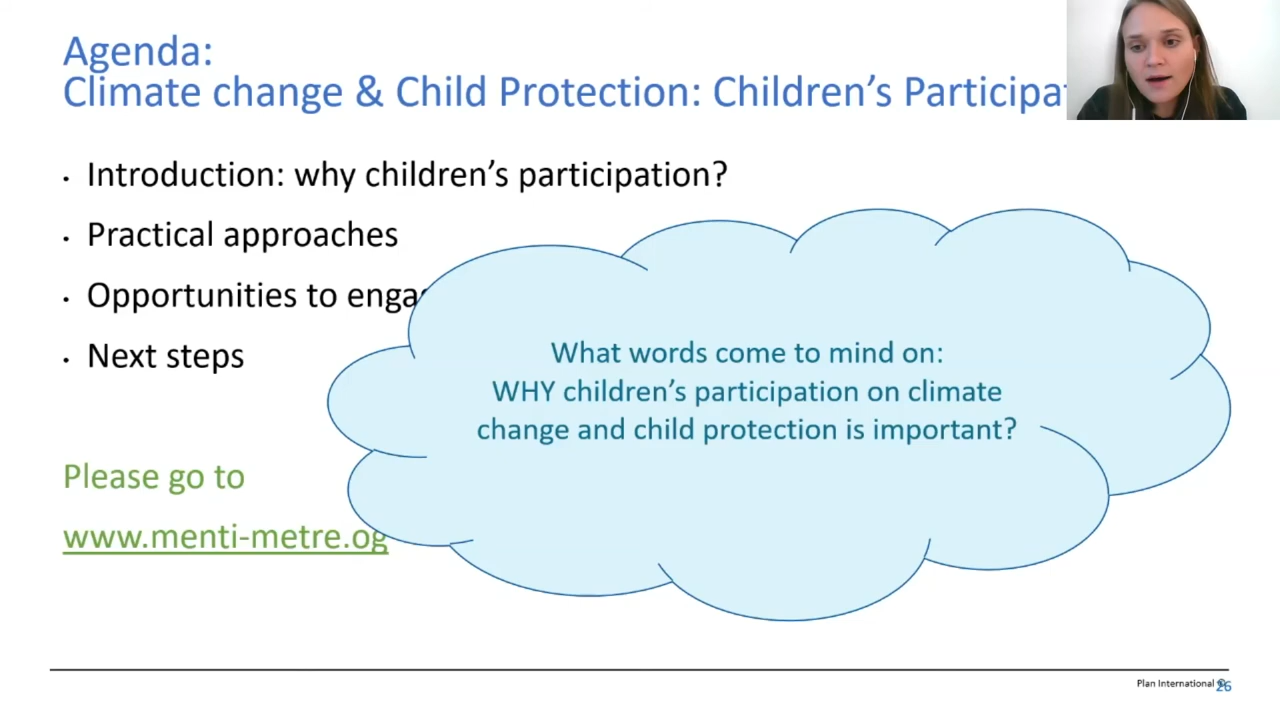 Agenda:
Climate change & Child Protection: Children's
• Introduction: why children's participation?
• Practical approaches
• Opportunities to
• Next steps
What words come to mind on:
WHY children's participation on climate
change and child protection is important?
Please go to
www.menti-metre.og
Plan International ©
26